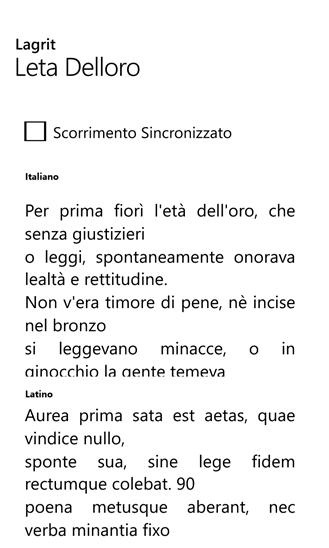 Lagrit
Leta Delloro
Scorrimento Sincronizzato
Italiano
Per prima fiorì l'età dell'oro, che
senza giustizieri
o leggi, spontaneamente onorava
lealtà e rettitudine.
Non v'era timore di pene, nè incise
nel bronzo
si leggevano minacce, o in
ginocchio la gente temeva
Latino
Aurea prima sata est aetas, quae
vindice nullo,
sponte sua, sine lege fidem
rectumque colebat. 90
poena metusque aberant, nec
verba minantia fixo